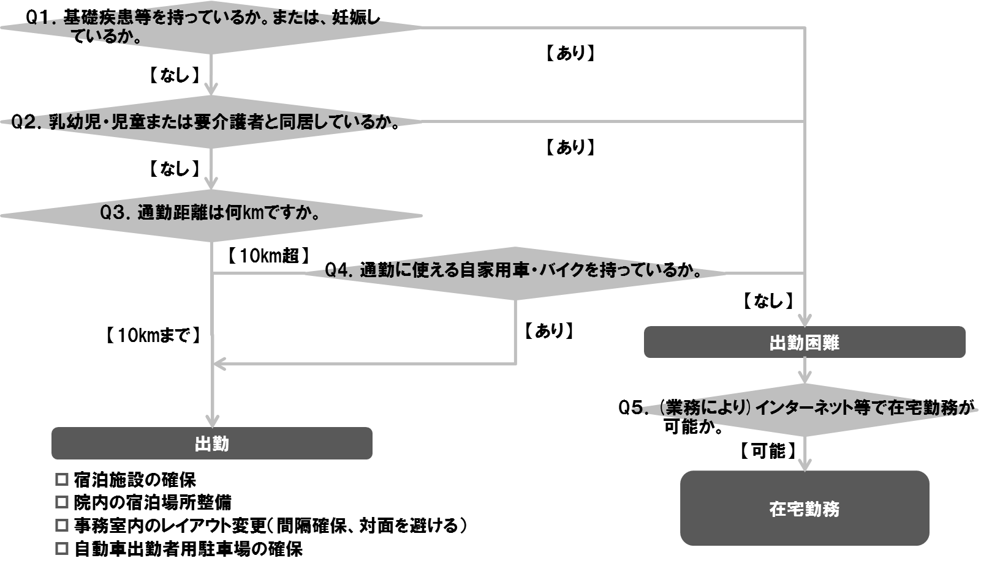 Q１．基礎疾患等を持っているか。または、妊娠し
ているか。
【あり】
【なし】
Q２．乳幼児・児童または要介護者と同居しているか。
【あり】
【なし】
Q３．通勤距離は何kmですか。
【10km超】
Q４．通勤に使える自家用車・バイクを持っているか。
【なし】
【10kmまで】
【あり】
出勤困難
Q５．（業務により）インターネット等で在宅勤務が
可能か。
【可能】
出勤
在宅勤務
□ 宿泊施設の確保
□ 院内の宿泊場所整備
□ 事務室内のレイアウト変更（間隔確保、対面を避ける）
□ 自動車出勤者用駐車場の確保